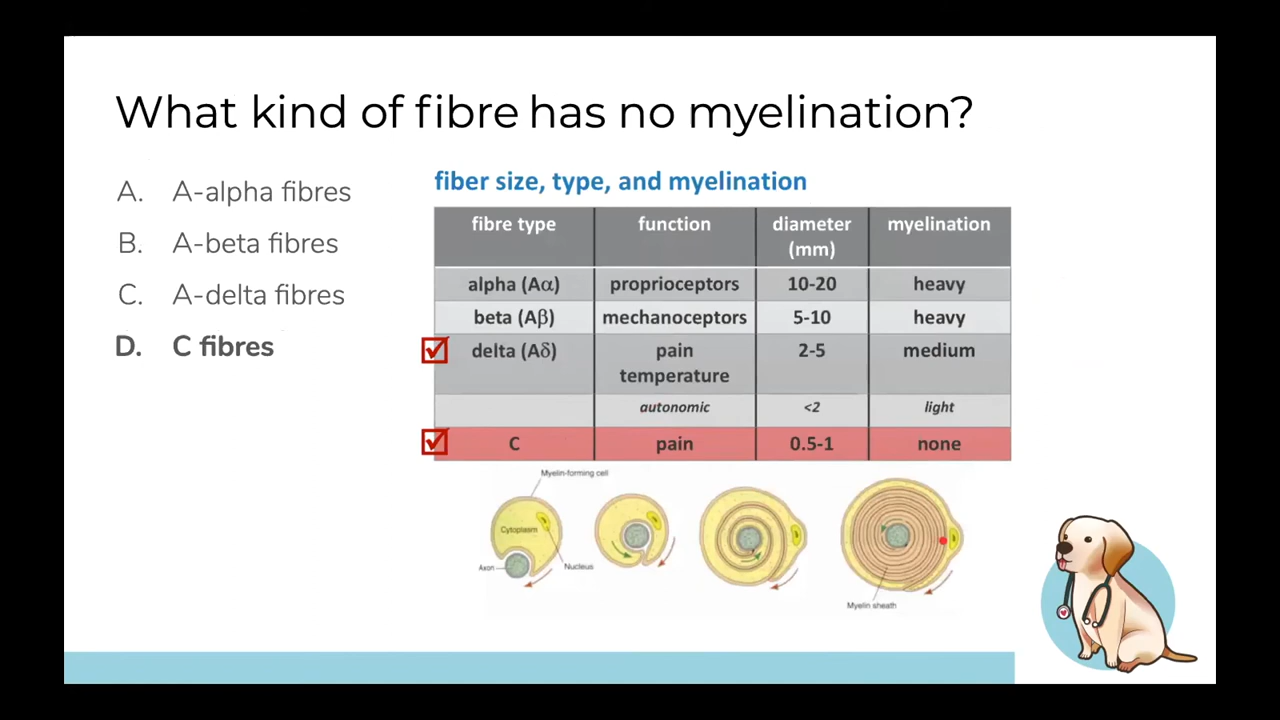 What kind of fibre has no myelination?
A. A-alpha fibres
B. A-beta fibres
C. A-delta fibres
D. C fibres
fiber size, type, and myelination
fibre type function diameter (mm) myelination
alpha (Aα) proprioceptors 10-20 heavy
beta (Aβ) mechanoceptors 5-10 heavy
delta (Aδ) pain temperature 2-5 medium
autonomic <2 light
C pain 0.5-1 none
Myelin-forming cell
Cytoplasm
Axon
Nucleus
Myelin sheath